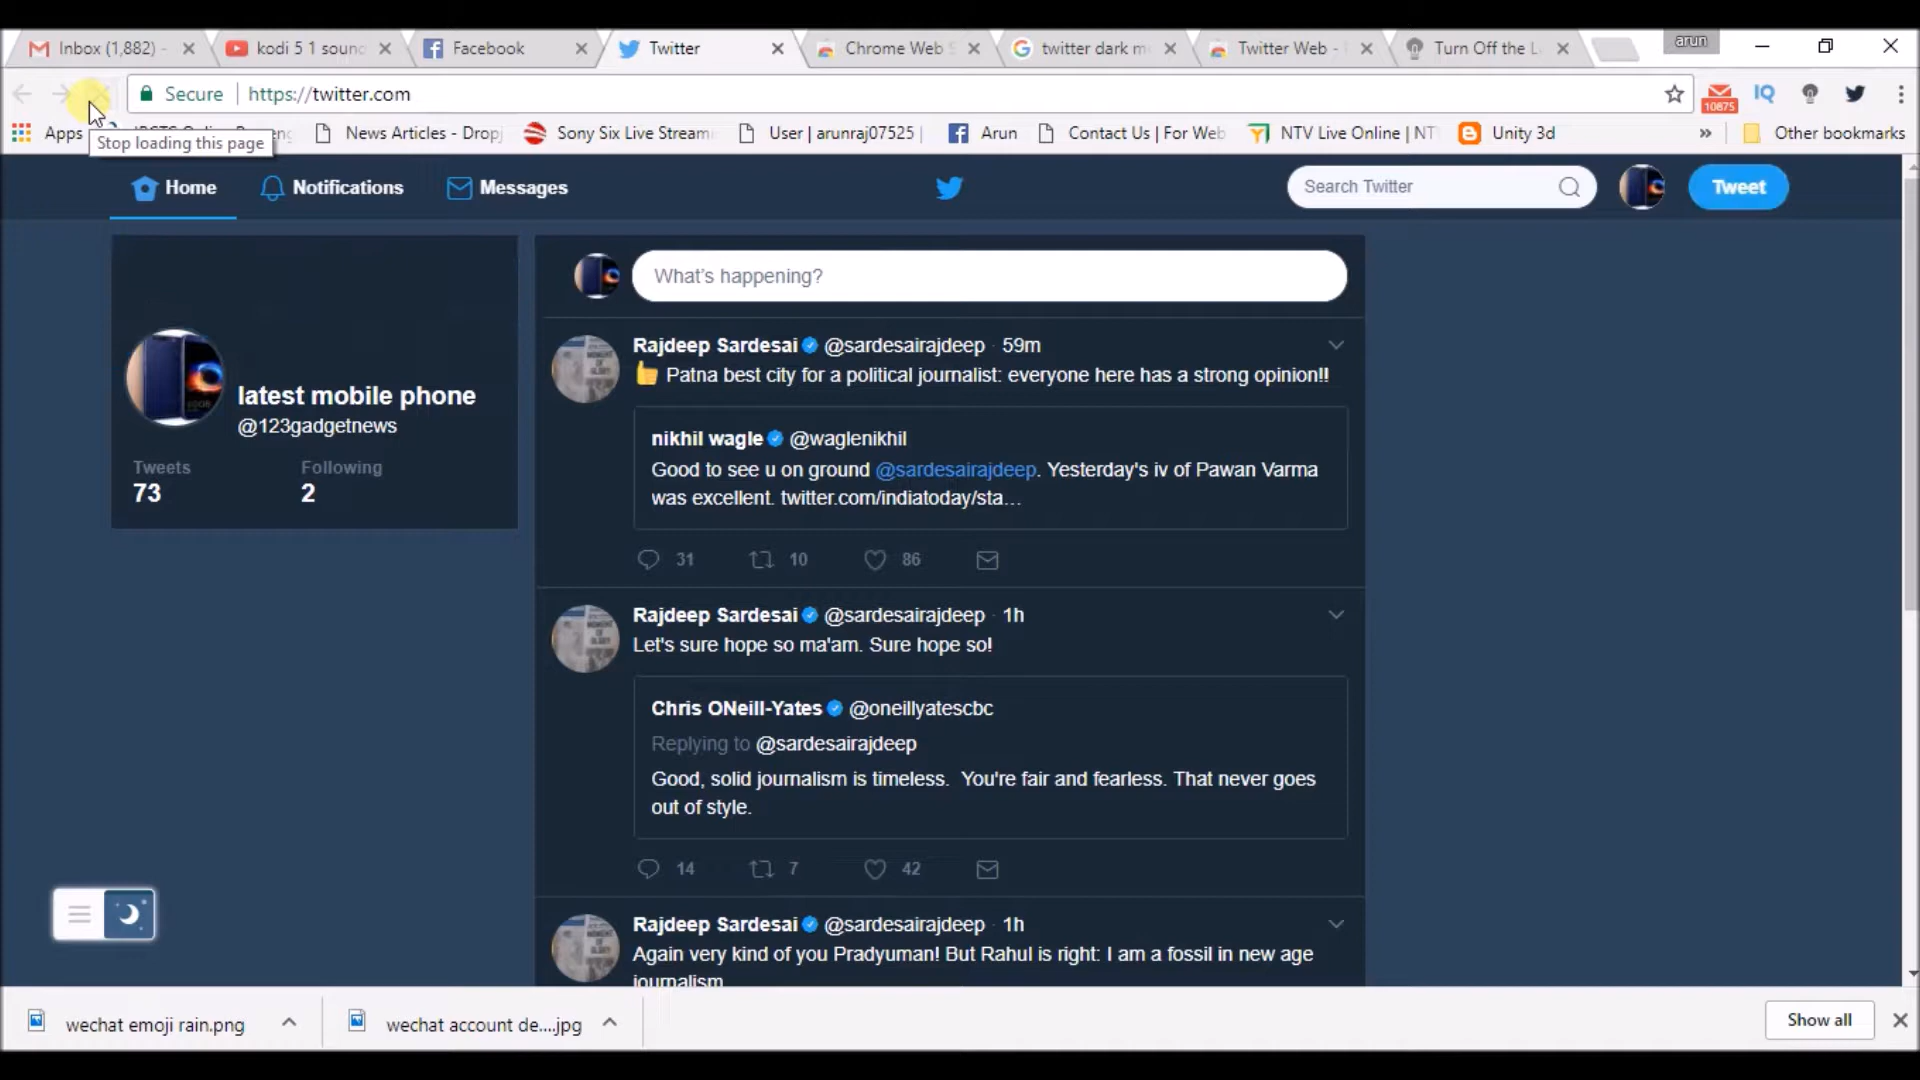 Inbox (1,882) -
kodi 5 1 soun
Facebook
Twitter
Chrome Web S
twitter dark m
Twitter Web -
Turn Off the L
arun
Secure
https://twitter.com
10875
IQ
Apps
Stop loading this page
News Articles - Drop
Sony Six Live Stream
User | arunraj07525 |
Arun
Contact Us | For Web
NTV Live Online | NT
Unity 3d
»
Other bookmarks
Home
Notifications
Messages
Search Twitter
Tweet
What's happening?
latest mobile phone
@123gadgetnews
Tweets
Following
73
2
Rajdeep Sardesai @sardesairajdeep · 59m
👍 Patna best city for a political journalist: everyone here has a strong opinion!!
nikhil wagle @waglenikhil
Good to see u on ground @sardesairajdeep. Yesterday's iv of Pawan Varma
was excellent. twitter.com/indiatoday/sta…
31
10
86
Rajdeep Sardesai @sardesairajdeep · 1h
Let's sure hope so ma'am. Sure hope so!
Chris ONeill-Yates @oneillyatescbc
Replying to @sardesairajdeep
Good, solid journalism is timeless. You're fair and fearless. That never goes
out of style.
14
7
42
Rajdeep Sardesai @sardesairajdeep · 1h
Again very kind of you Pradyuman! But Rahul is right: I am a fossil in new age
journalism
wechat emoji rain.png
wechat account de....jpg
Show all